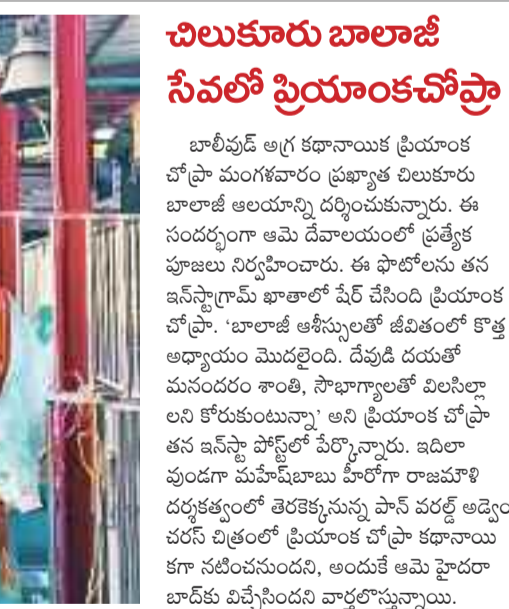 చిలుకూరు బాలాజీ
సేవలో ప్రియాంకచోప్రా
బాలీవుడ్ అగ్ర కథానాయిక ప్రియాంక
చోప్రా మంగళవారం ప్రఖ్యాత చిలుకూరు
బాలాజీ ఆలయాన్ని దర్శించుకున్నారు. ఈ
సందర్భంగా ఆమె దేవాలయంలో ప్రత్యేక
పూజలు నిర్వహించారు. ఈ ఫొటోలను తన
ఇన్‌స్టాగ్రామ్ ఖాతాలో షేర్ చేసింది ప్రియాంక
చోప్రా. ‘బాలాజీ ఆశీస్సులతో జీవితంలో కొత్త
అధ్యాయం మొదలైంది. దేవుడి దయతో
మనందరం శాంతి, సౌభాగ్యాలతో విలసిల్లా
లని కోరుకుంటున్నా’ అని ప్రియాంక చోప్రా
తన ఇన్‌స్టా పోస్ట్‌లో పేర్కొన్నారు. ఇదిలా
వుండగా మహేష్‌బాబు హీరోగా రాజమౌళి
దర్శకత్వంలో తెరకెక్కనున్న పాన్ వరల్డ్ అడ్వెం
చరస్ చిత్రంలో ప్రియాంక చోప్రా కథానాయి
కగా నటించనుందని, అందుకే ఆమె హైదరా
బాద్‌కు విచ్చేసిందని వార్తలొస్తున్నాయి.